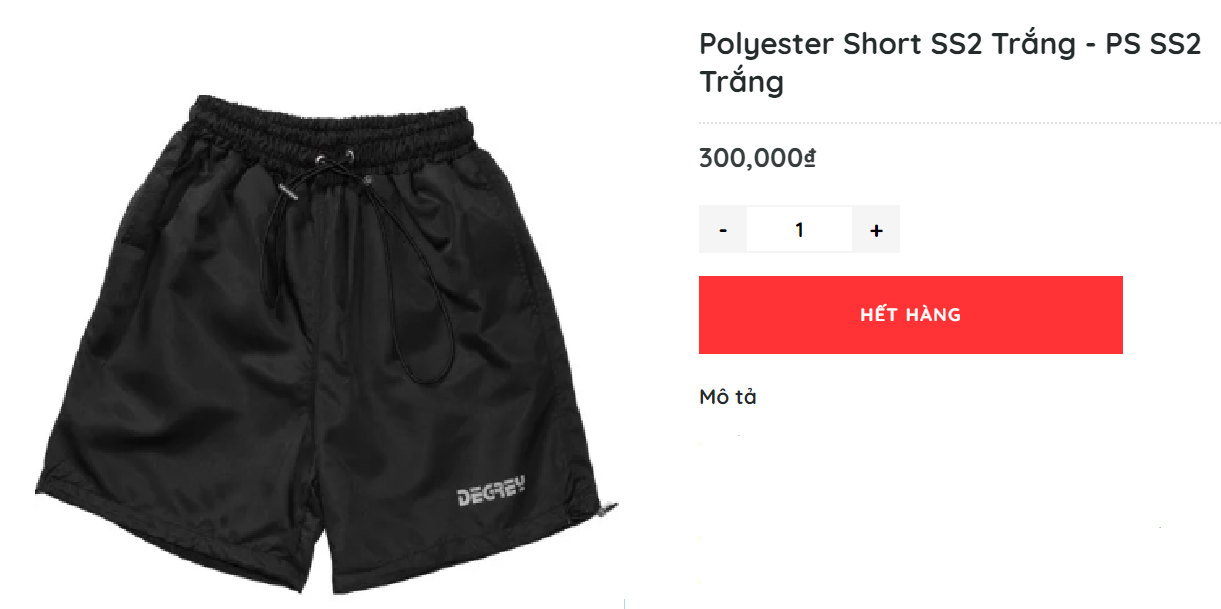 Polyester Short SS2 Trắng - PS SS2
Trắng
300,000₫
- 1 +
HẾT HÀNG
Mô tả
DEGREY